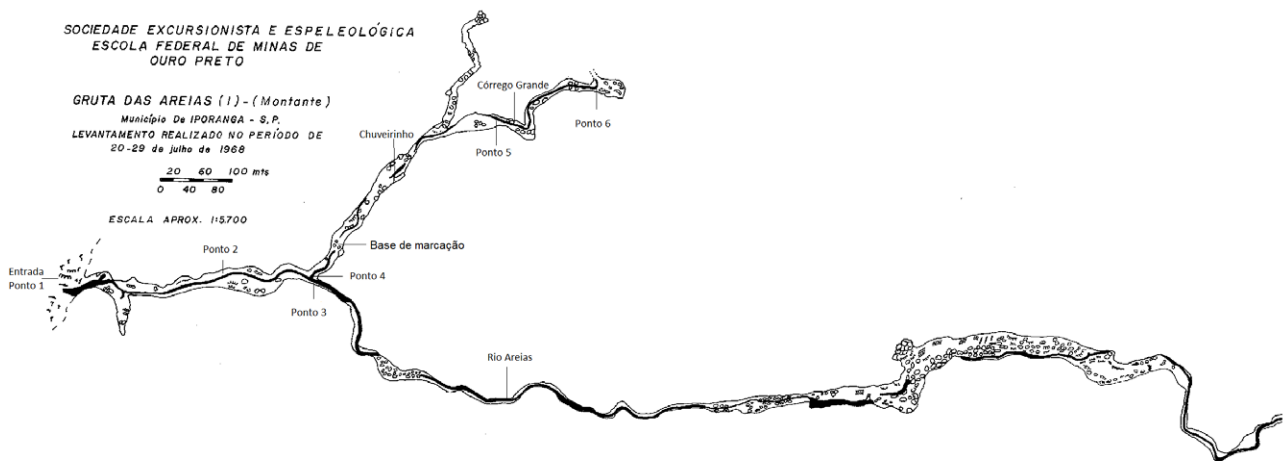 SOCIEDADE EXCURSIONISTA E ESPELEOLÓGICA
ESCOLA FEDERAL DE MINAS DE
OURO PRETO
GRUTA DAS AREIAS (I) - (Montante)
Município De IPORANGA - S.P.
LEVANTAMENTO REALIZADO NO PERÍODO DE
20-29 de julho de 1968
20 60 100 mts
0 40 80
ESCALA APROX. 1:5.700
Córrego Grande
Ponto 6
Chuveirinho
Ponto 5
Base de marcação
Ponto 2
Entrada
Ponto 1
Ponto 4
Ponto 3
Rio Areias